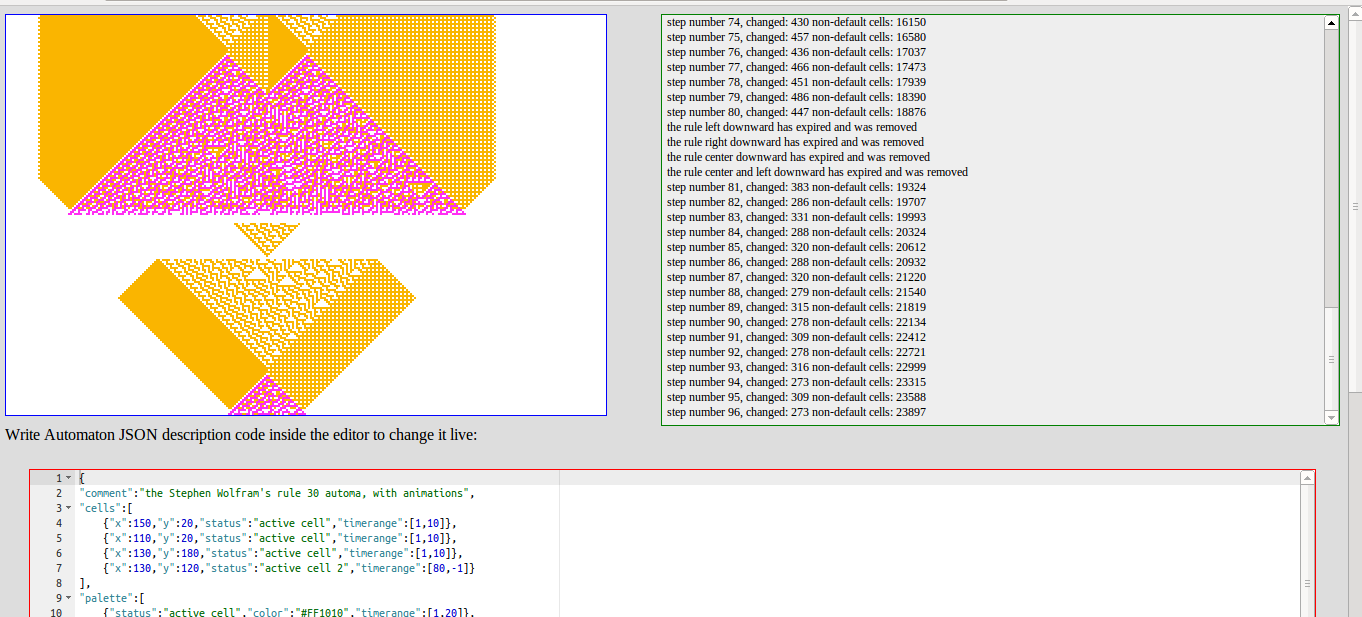 step number 74, changed: 430 non-default cells: 16150
step number 75, changed: 457 non-default cells: 16580
step number 76, changed: 436 non-default cells: 17037
step number 77, changed: 466 non-default cells: 17473
step number 78, changed: 451 non-default cells: 17939
step number 79, changed: 486 non-default cells: 18390
step number 80, changed: 447 non-default cells: 18876
the rule left downward has expired and was removed
the rule right downward has expired and was removed
the rule center downward has expired and was removed
the rule center and left downward has expired and was removed
step number 81, changed: 383 non-default cells: 19324
step number 82, changed: 286 non-default cells: 19707
step number 83, changed: 331 non-default cells: 19993
step number 84, changed: 288 non-default cells: 20324
step number 85, changed: 320 non-default cells: 20612
step number 86, changed: 288 non-default cells: 20932
step number 87, changed: 320 non-default cells: 21220
step number 88, changed: 279 non-default cells: 21540
step number 89, changed: 315 non-default cells: 21819
step number 90, changed: 278 non-default cells: 22134
step number 91, changed: 309 non-default cells: 22412
step number 92, changed: 278 non-default cells: 22721
step number 93, changed: 316 non-default cells: 22999
step number 94, changed: 273 non-default cells: 23315
step number 95, changed: 309 non-default cells: 23588
step number 96, changed: 273 non-default cells: 23897
Write Automaton JSON description code inside the editor to change it live:
1 {
2 "comment":"the Stephen Wolfram's rule 30 automa, with animations",
3 "cells":[
4 {"x":150,"y":20,"status":"active cell","timerange":[1,10]},
5 {"x":110,"y":20,"status":"active cell","timerange":[1,10]},
6 {"x":130,"y":180,"status":"active cell","timerange":[1,10]},
7 {"x":130,"y":120,"status":"active cell 2","timerange":[80,-1]}
8 ],
9 "palette":[
10 {"status":"active cell","color":"#FF1010","timerange":[1,20]},